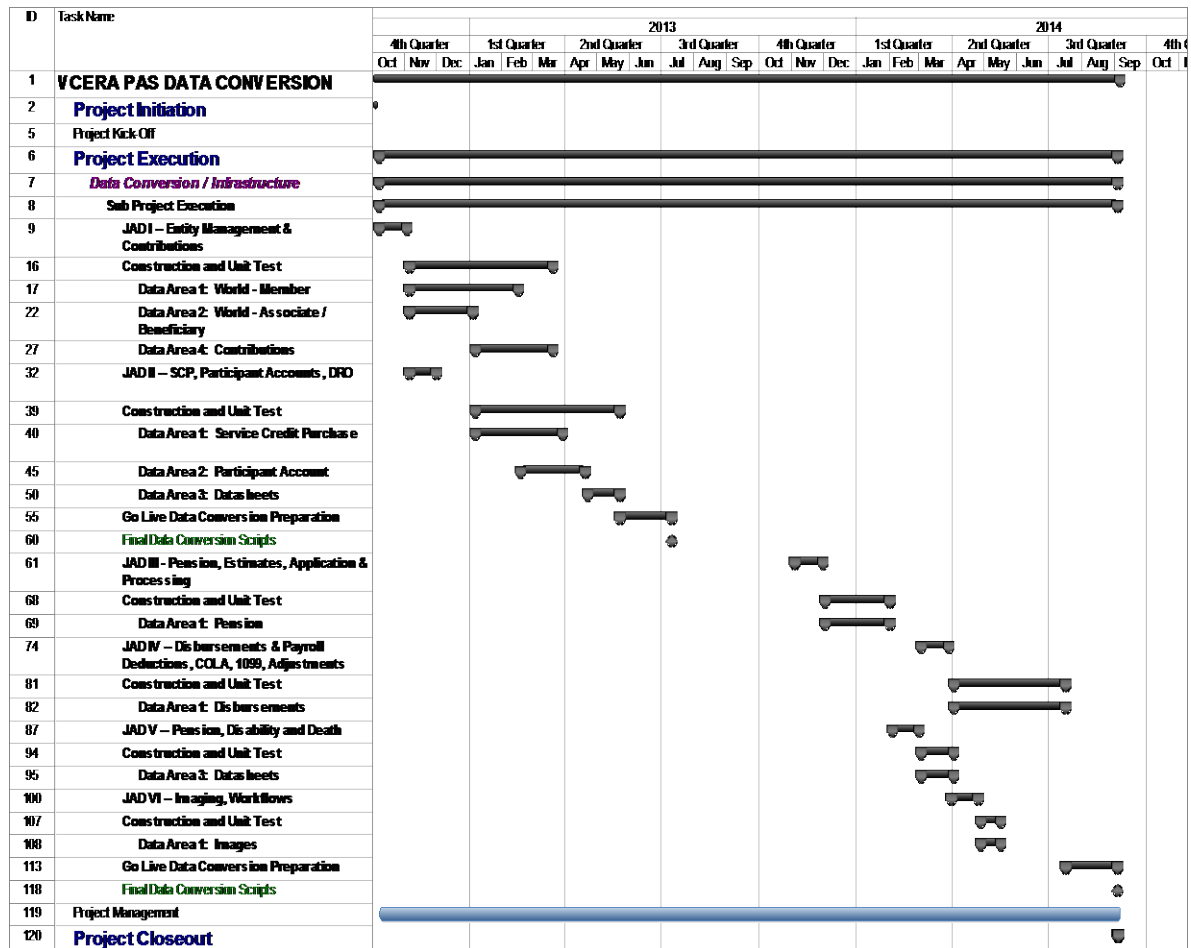 ID Task Name
2013 2014
4th Quarter 1st Quarter 2nd Quarter 3rd Quarter 4th Quarter 1st Quarter 2nd Quarter 3rd Quarter 4th
Oct Nov Dec Jan Feb Mar Apr May Jun Jul Aug Sep Oct Nov Dec Jan Feb Mar Apr May Jun Jul Aug Sep Oct
1 VCERA PAS DATA CONVERSION
2 Project Initiation
5 Project Kick-Off
6 Project Execution
7 Data Conversion / Infrastructure
8 Sub Project Execution
9 JAD I – Entity Management &
Contributions
16 Construction and Unit Test
17 Data Area 1: World - Member
22 Data Area 2: World - Associate /
Beneficiary
27 Data Area 4: Contributions
32 JAD II – SCP, Participant Accounts, DRO
39 Construction and Unit Test
40 Data Area 1: Service Credit Purchase
45 Data Area 2: Participant Account
50 Data Area 3: Datasheets
55 Go Live Data Conversion Preparation
60 Final Data Conversion Scripts
61 JAD III - Pension, Estimates, Application &
Processing
68 Construction and Unit Test
69 Data Area 1: Pension
74 JAD IV – Disbursements & Payroll
Deductions, COLA, 1099, Adjustments
81 Construction and Unit Test
82 Data Area 1: Disbursements
87 JAD V – Pension, Disability and Death
94 Construction and Unit Test
95 Data Area 3: Datasheets
100 JAD VI – Imaging, Workflows
107 Construction and Unit Test
108 Data Area 1: Images
113 Go Live Data Conversion Preparation
118 Final Data Conversion Scripts
119 Project Management
120 Project Closeout